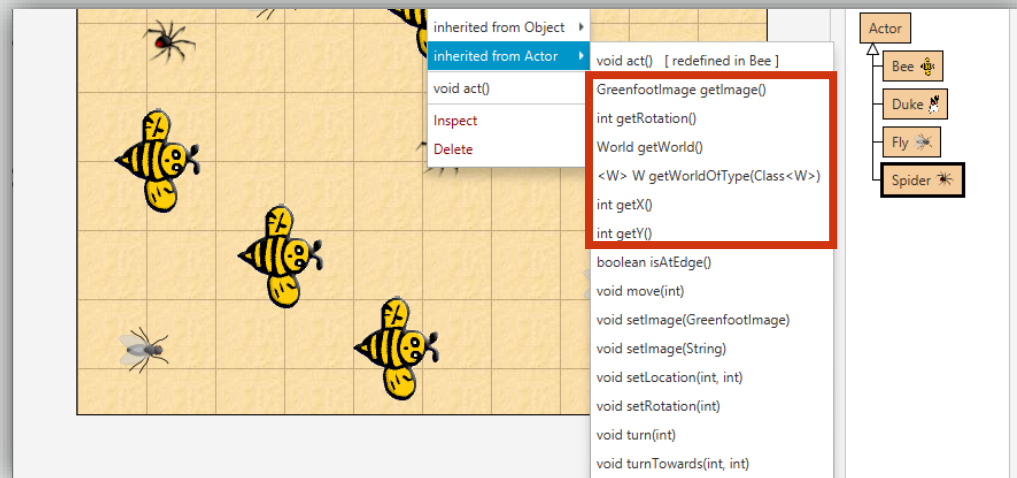 inherited from Object
inherited from Actor
void act()
Inspect
Delete
void act() [ redefined in Bee ]
GreenfootImage getImage()
int getRotation()
World getWorld()
<W> W getWorldOfType(Class<W>)
int getX()
int getY()
boolean isAtEdge()
void move(int)
void setImage(GreenfootImage)
void setImage(String)
void setLocation(int, int)
void setRotation(int)
void turn(int)
void turnTowards(int, int)
Actor
Bee
Duke
Fly
Spider